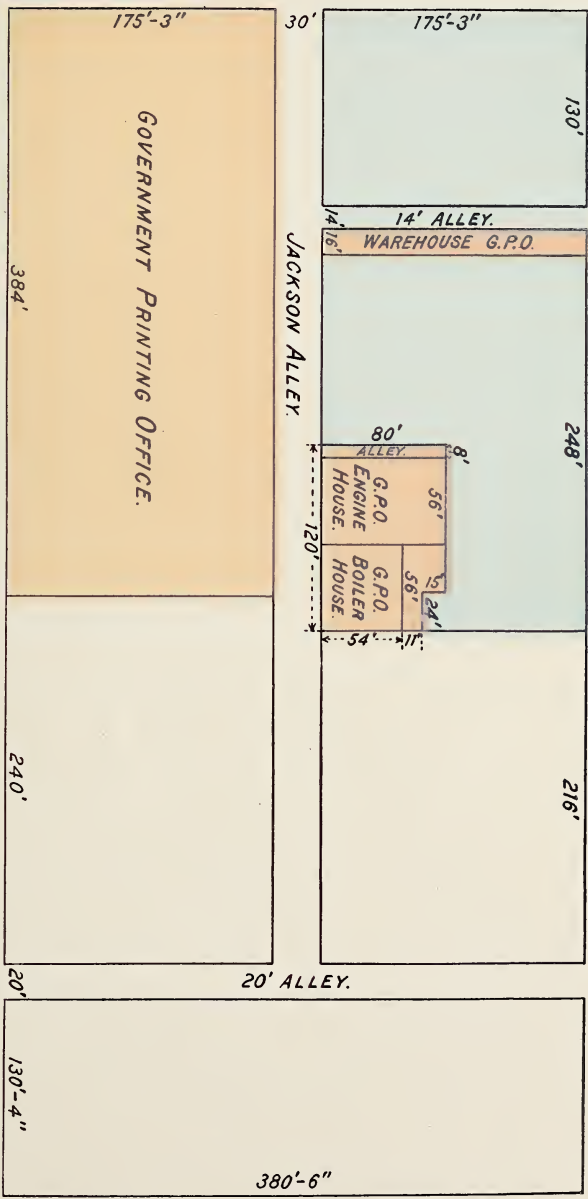 175'-3"
30'
175'-3"
130'
GOVERNMENT PRINTING OFFICE.
384'
JACKSON ALLEY.
14'
14' ALLEY.
16'
WAREHOUSE G.P.O.
248'
80'
ALLEY.
8'
120'
G.P.O.
ENGINE
HOUSE.
56'
G.P.O.
BOILER
HOUSE.
56'
15'
24'
54'
11'
240'
216'
20'
20' ALLEY.
130'-4"
380'-6"